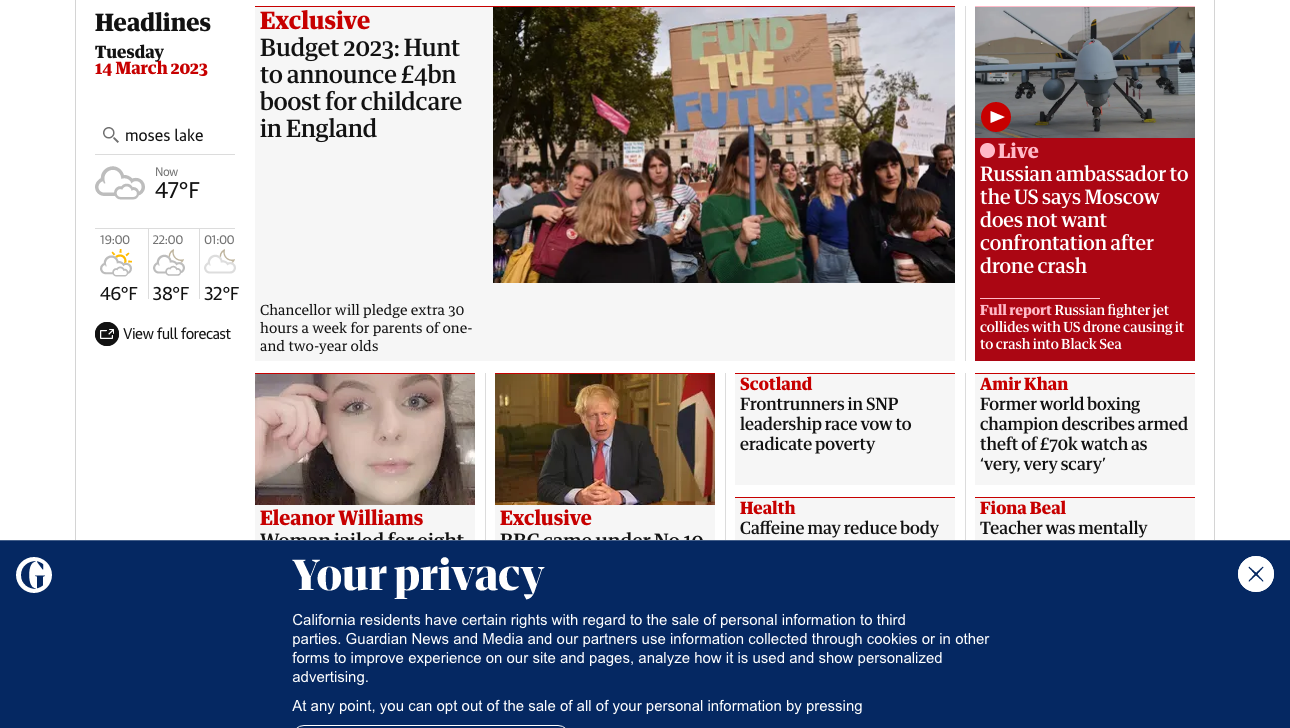 Headlines
Tuesday
14 March 2023
moses lake
Now
47°F
19:00
22:00
01:00
46°F
38°F
32°F
View full forecast
Exclusive
Budget 2023: Hunt
to announce £4bn
boost for childcare
in England
Chancellor will pledge extra 30
hours a week for parents of one-
and two-year olds
FUND
THE
FUTURE
Live
Russian ambassador to
the US says Moscow
does not want
confrontation after
drone crash
Full report Russian fighter jet
collides with US drone causing it
to crash into Black Sea
Eleanor Williams
Woman jailed for eight
Exclusive
BBC came under No 10
Scotland
Frontrunners in SNP
leadership race vow to
eradicate poverty
Health
Caffeine may reduce body
Amir Khan
Former world boxing
champion describes armed
theft of £70k watch as
‘very, very scary’
Fiona Beal
Teacher was mentally
Your privacy
California residents have certain rights with regard to the sale of personal information to third
parties. Guardian News and Media and our partners use information collected through cookies or in other
forms to improve experience on our site and pages, analyze how it is used and show personalized
advertising.
At any point, you can opt out of the sale of all of your personal information by pressing